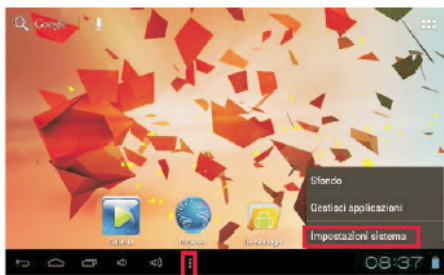 Google
Sfondo
Gestisci applicazioni
Impostazioni sistema
08:37